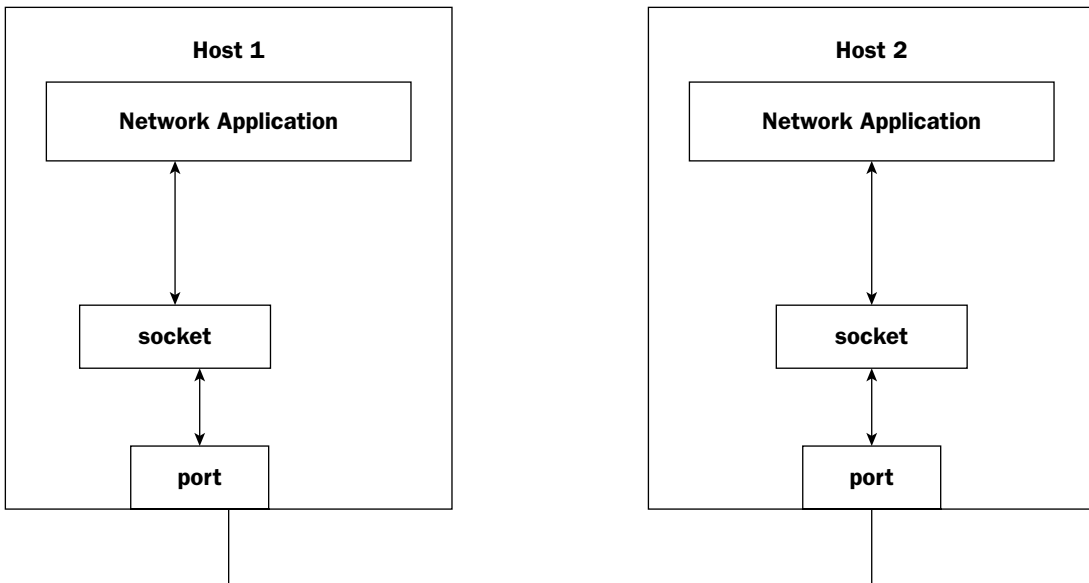 Host 1
Network Application
socket
port
Host 2
Network Application
socket
port